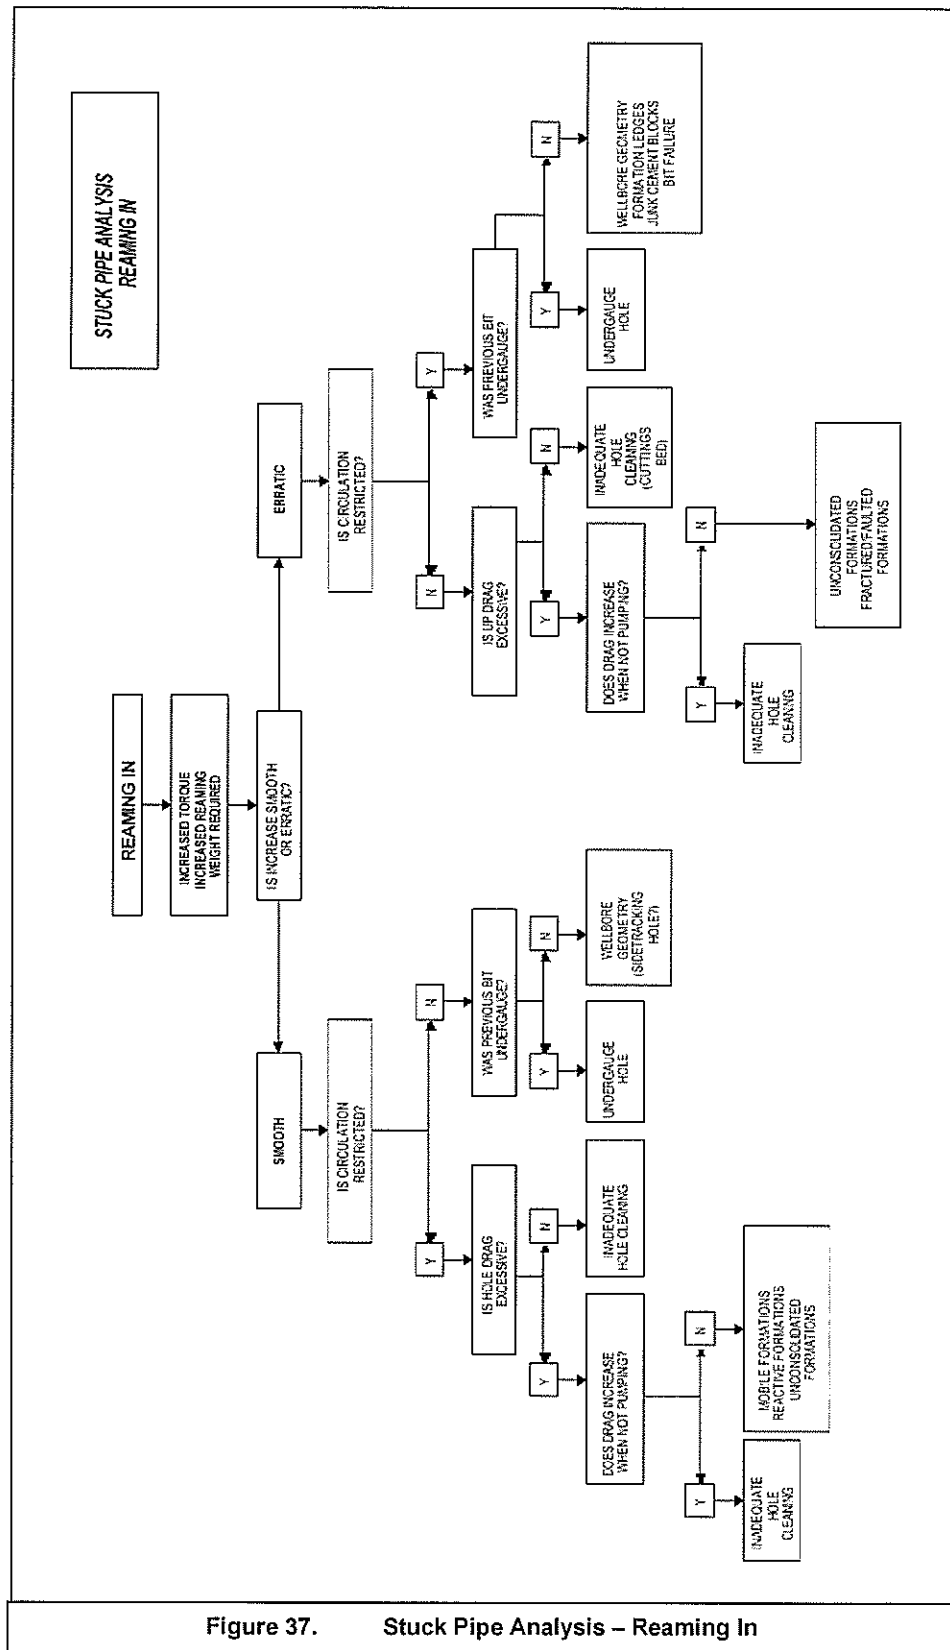 STUCK PIPE ANALYSIS
REAMING IN
REAMING IN
INCREASED TORQUE
INCREASED REAMING
WEIGHT REQUIRED
IS INCREASE SMOOTH
OR ERRATIC?
SMOOTH
ERRATIC
IS CIRCULATION
RESTRICTED?
IS CIRCULATION
RESTRICTED?
Y
N
N
Y
IS HOLE DRAG
EXCESSIVE?
WAS PREVIOUS BIT
UNDERGAUGE?
IS UP DRAG
EXCESSIVE?
WAS PREVIOUS BIT
UNDERGAUGE?
Y
N
Y
N
Y
N
Y
N
DOES DRAG INCREASE
WHEN NOT PUMPING?
INADEQUATE
HOLE CLEANING
UNDERGAUGE
HOLE
WELLBORE
GEOMETRY
(SIDETRACKING
HOLE?)
DOES DRAG INCREASE
WHEN NOT PUMPING?
INADEQUATE
HOLE
CLEANING
(CUTTINGS
BED)
UNDERGAUGE
HOLE
WELLBORE GEOMETRY
FORMATION LEDGES
JUNK CEMENT BLOCKS
BIT FAILURE
Y
N
Y
N
INADEQUATE
HOLE
CLEANING
MOBILE FORMATIONS
REACTIVE FORMATIONS
UNCONSOLIDATED
FORMATIONS
INADEQUATE
HOLE
CLEANING
UNCONSOLIDATED
FORMATIONS
FRACTURED/FAULTED
FORMATIONS
Figure 37. Stuck Pipe Analysis – Reaming In